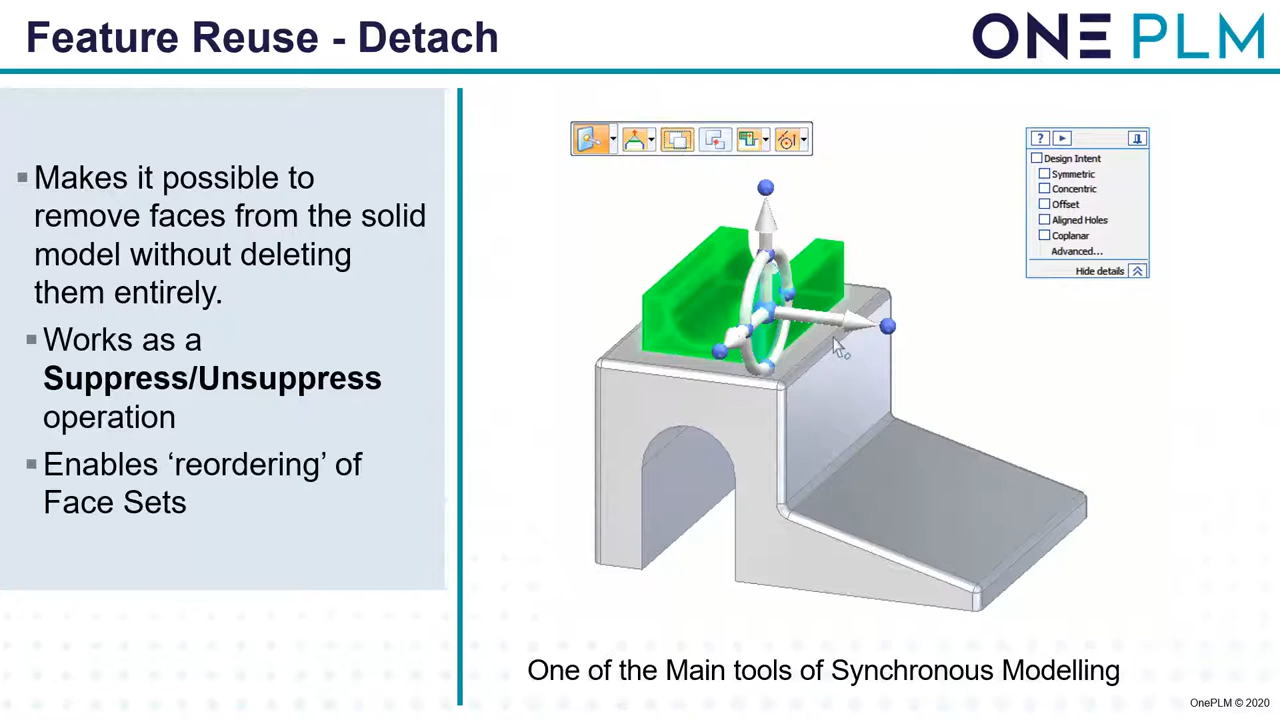 Feature Reuse - Detach
ONE PLM
Makes it possible to
remove faces from the solid
model without deleting
them entirely.
Works as a
Suppress/Unsuppress
operation
Enables ‘reordering’ of
Face Sets
?
Design Intent
Symmetric
Concentric
Offset
Aligned Holes
Coplanar
Advanced...
Hide details
One of the Main tools of Synchronous Modelling
OnePLM © 2020